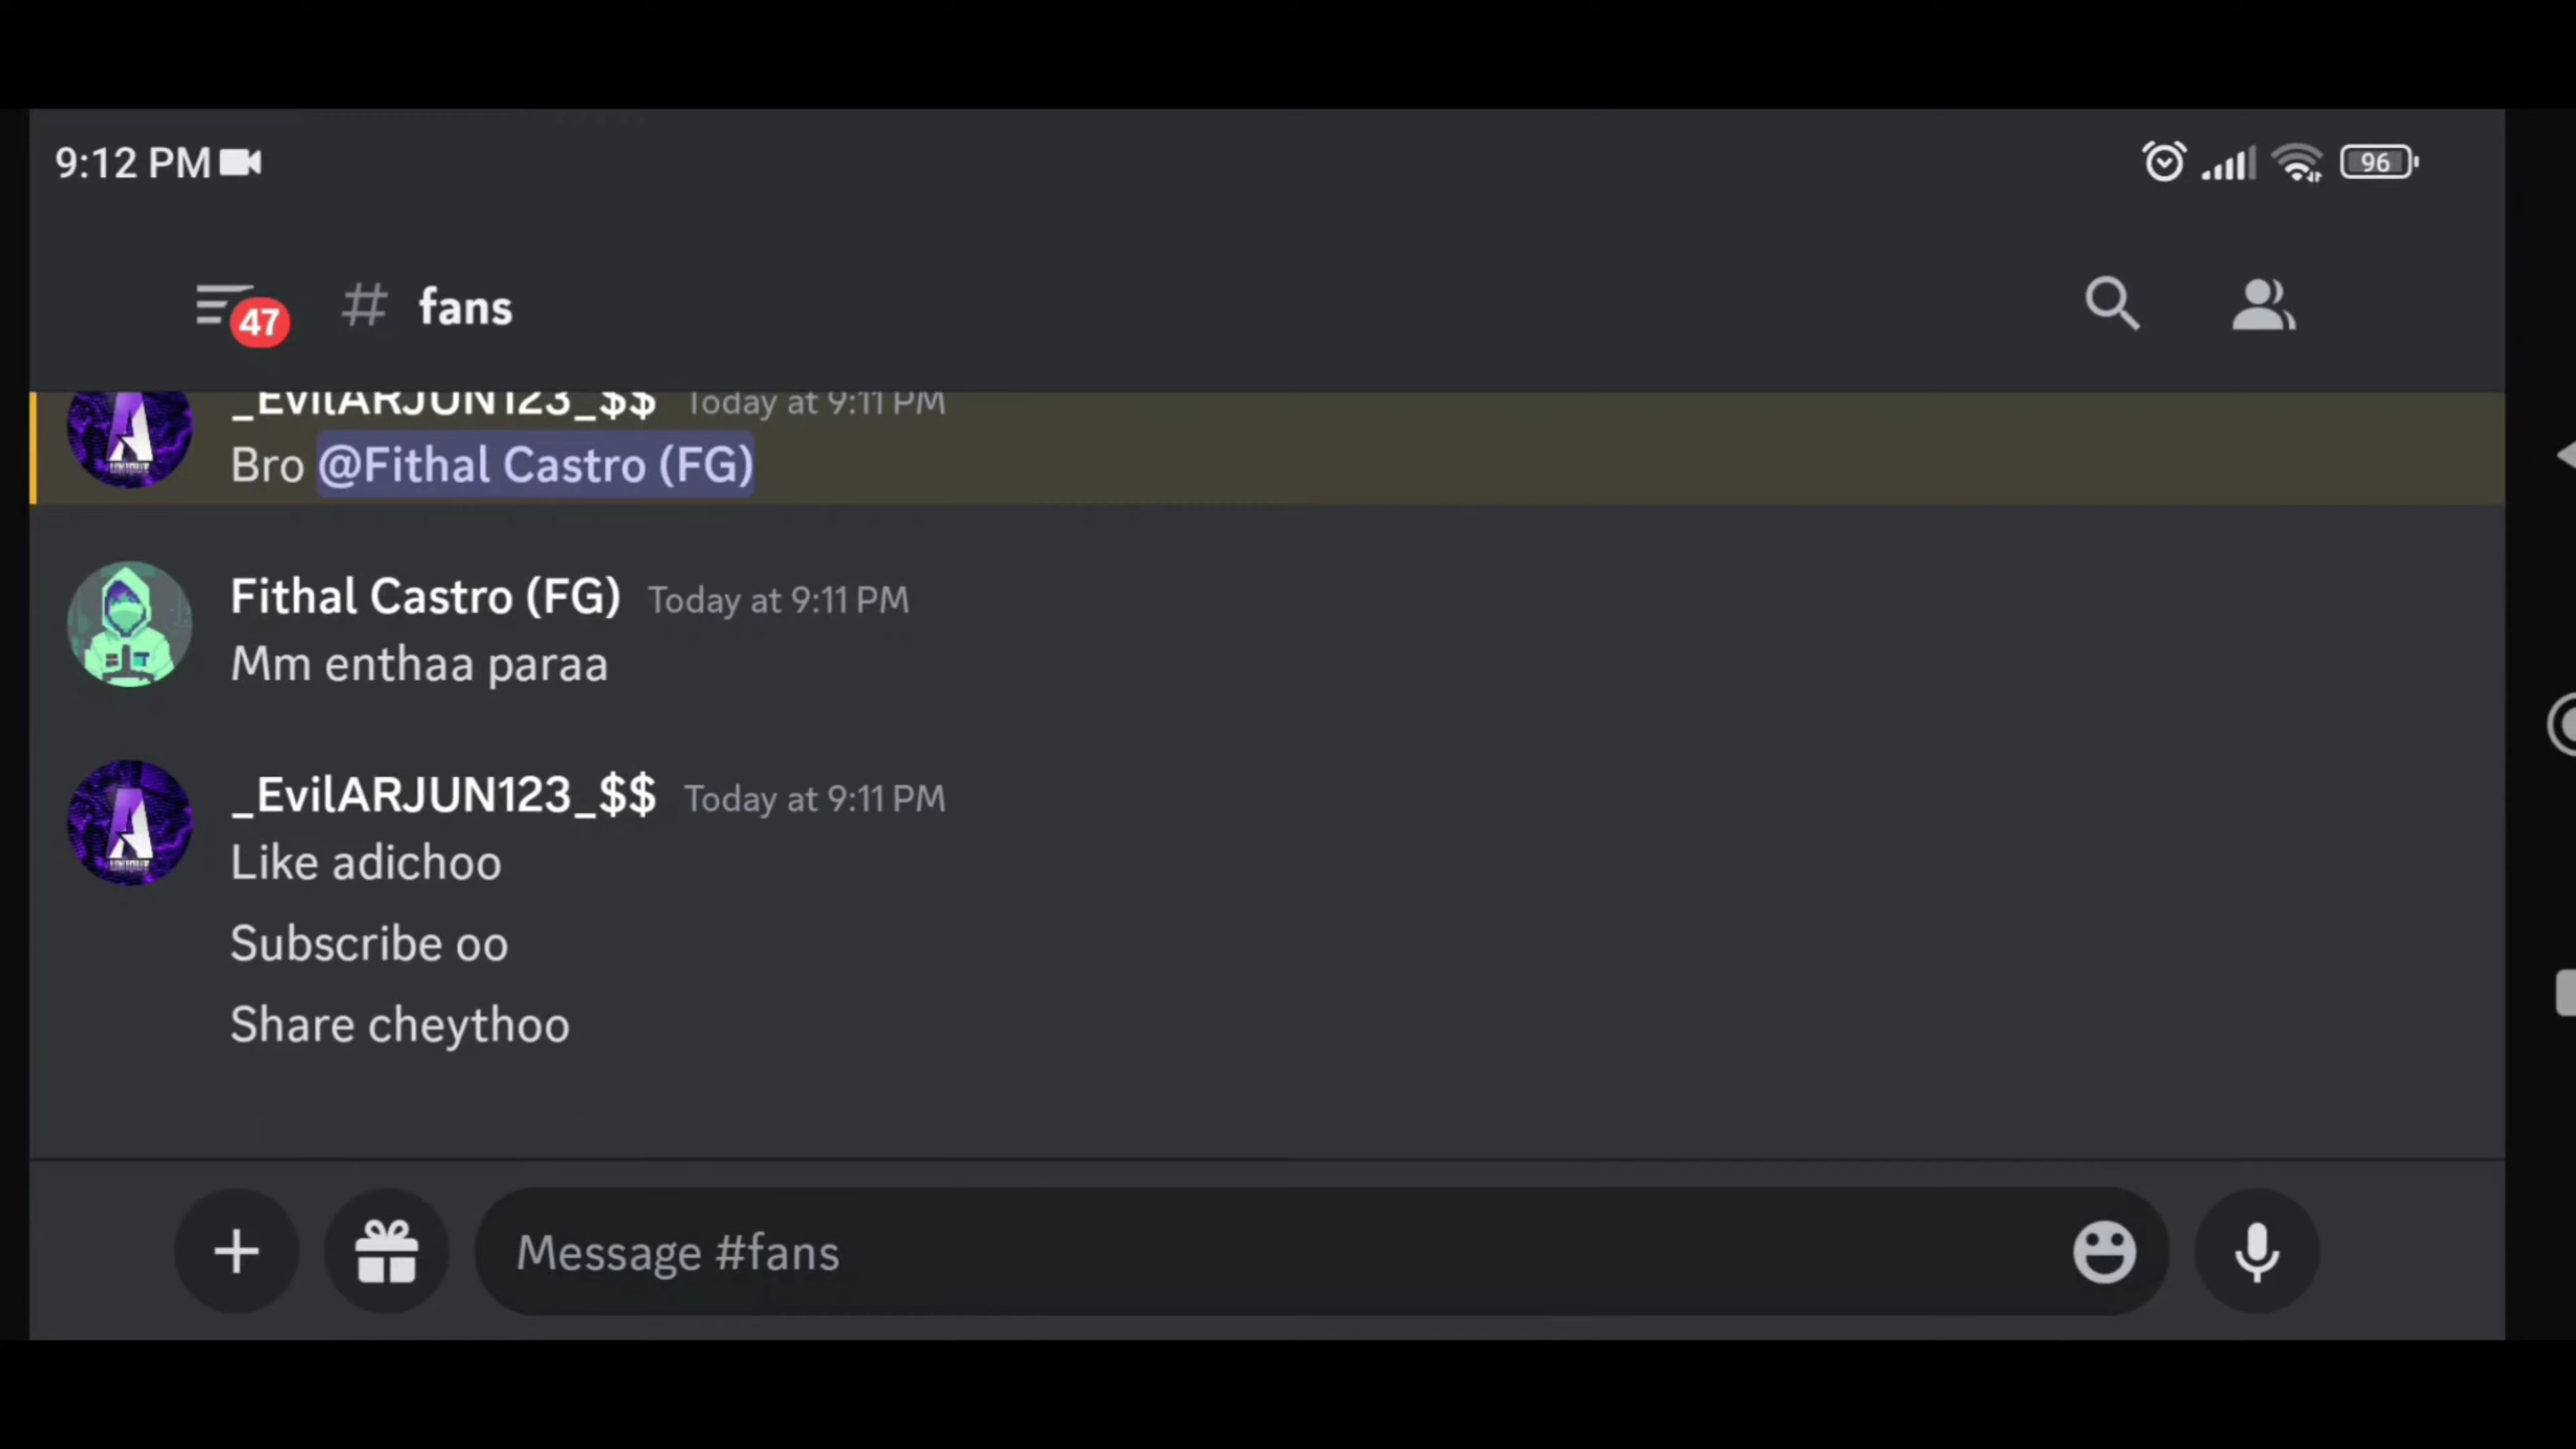 9:12 PM
96
47
# fans
_EvilARJUN123_$$ Today at 9:11 PM
Bro @Fithal Castro (FG)
Fithal Castro (FG) Today at 9:11 PM
Mm enthaa paraa
_EvilARJUN123_$$ Today at 9:11 PM
Like adichoo
Subscribe oo
Share cheythoo
Message #fans